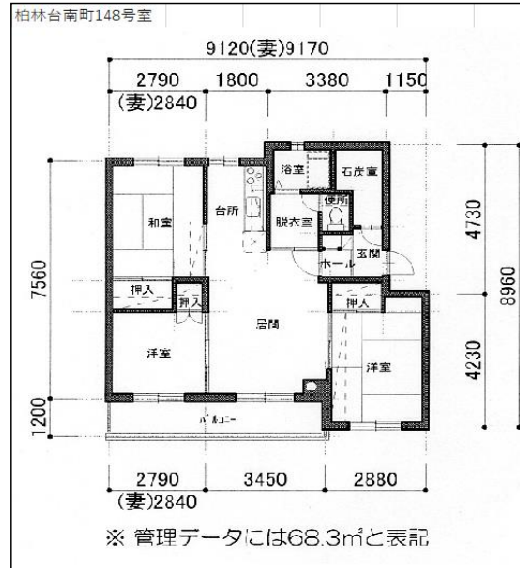 柏林台南町148号室
9120(妻)9170
2790 1800 3380 1150
(妻)2840
浴室 石炭室
和室 台所 便所
脱衣室
ホール 玄関
押入
押入 押入
居間
洋室 洋室
バルコニー
7560
1200
4730
8960
4230
2790 3450 2880
(妻)2840
※ 管理データには68.3㎡と表記